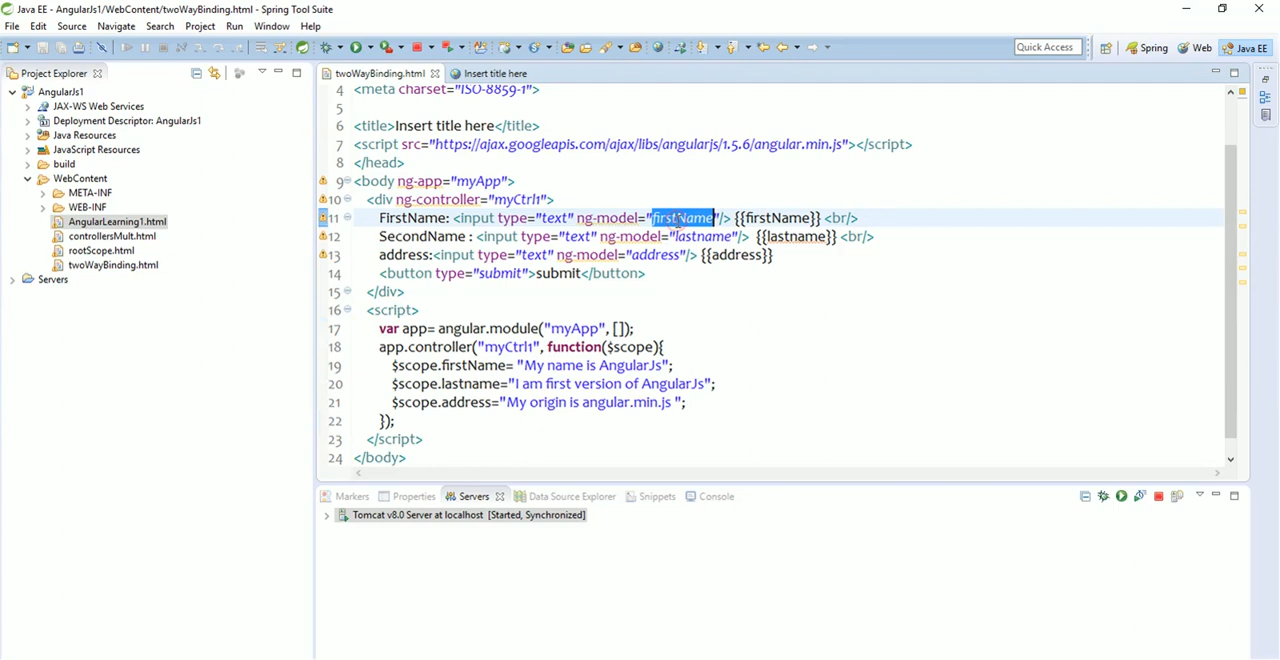 Java EE - AngularJs1/WebContent/twoWayBinding.html - Spring Tool Suite
File Edit Source Navigate Search Project Run Window Help
Quick Access Spring Web Java EE
Project Explorer
AngularJs1
JAX-WS Web Services
Deployment Descriptor: AngularJs1
Java Resources
JavaScript Resources
build
WebContent
META-INF
WEB-INF
AngularLearning1.html
controllersMult.html
rootScope.html
twoWayBinding.html
Servers
twoWayBinding.html Insert title here
4 <meta charset="ISO-8859-1">
5
6 <title>Insert title here</title>
7 <script src="https://ajax.googleapis.com/ajax/libs/angularjs/1.5.6/angular.min.js"></script>
8 </head>
9 <body ng-app="myApp">
10 <div ng-controller="myCtrl1">
11 FirstName: <input type="text" ng-model="firstName"/> {{firstName}} <br/>
12 SecondName : <input type="text" ng-model="lastname"/> {{lastname}} <br/>
13 address:<input type="text" ng-model="address"/> {{address}}
14 <button type="submit">submit</button>
15 </div>
16 <script>
17 var app= angular.module("myApp", []);
18 app.controller("myCtrl1", function($scope){
19 $scope.firstName= "My name is AngularJs";
20 $scope.lastname="I am first version of AngularJs";
21 $scope.address="My origin is angular.min.js ";
22 });
23 </script>
24 </body>
Markers Properties Servers Data Source Explorer Snippets Console
Tomcat v8.0 Server at localhost [Started, Synchronized]